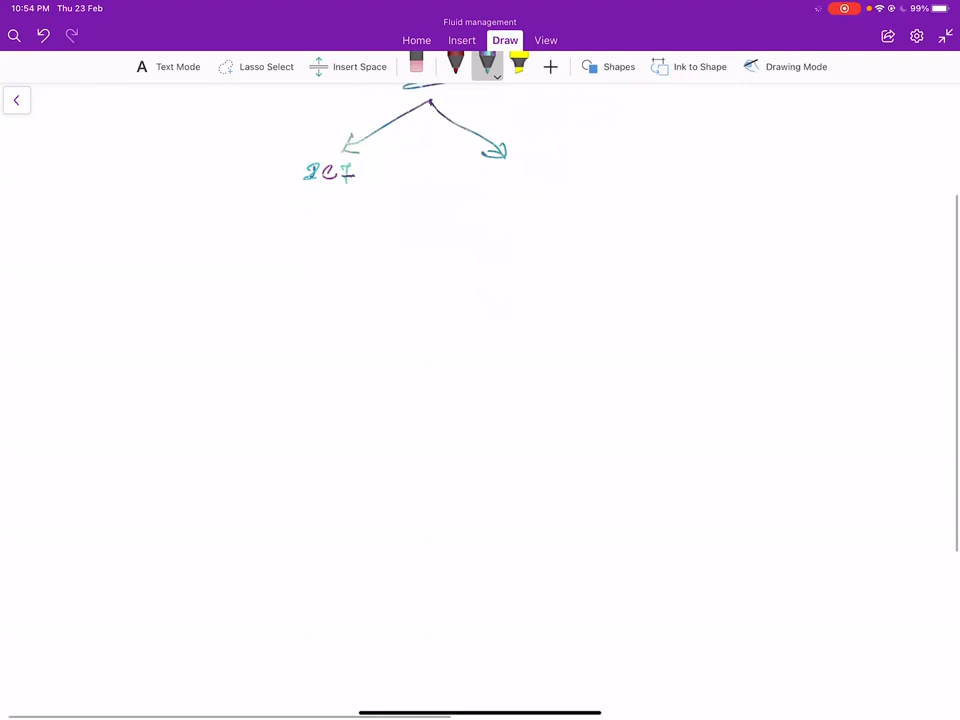 10:54 PM Thu 23 Feb 99%
Fluid management
Home Insert Draw View
A Text Mode Lasso Select Insert Space Shapes Ink to Shape Drawing Mode
ICF